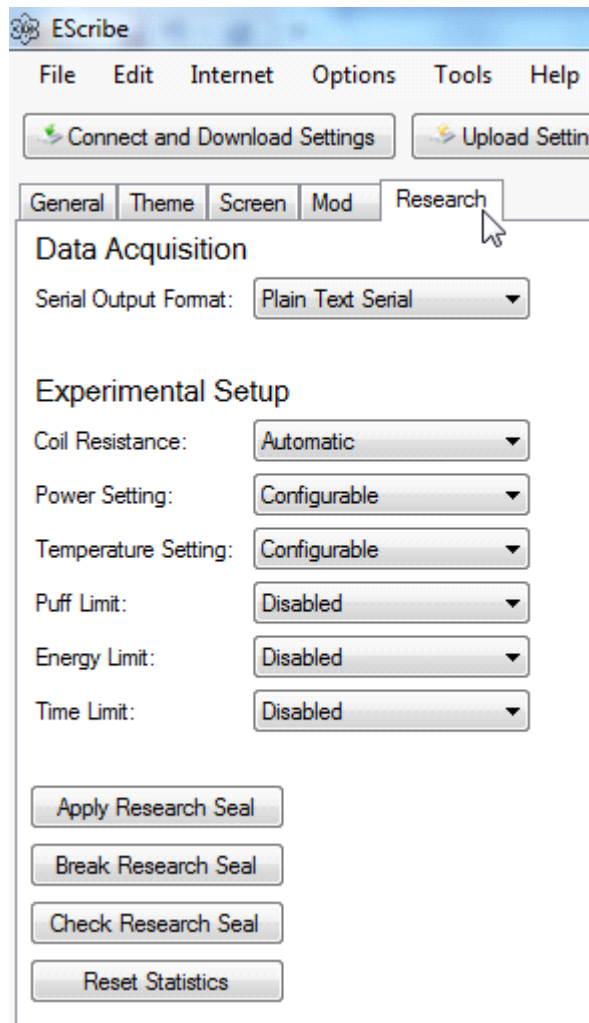 EScribe
File Edit Internet Options Tools Help
Connect and Download Settings Upload Settin
General Theme Screen Mod Research
Data Acquisition
Serial Output Format: Plain Text Serial
Experimental Setup
Coil Resistance: Automatic
Power Setting: Configurable
Temperature Setting: Configurable
Puff Limit: Disabled
Energy Limit: Disabled
Time Limit: Disabled
Apply Research Seal
Break Research Seal
Check Research Seal
Reset Statistics